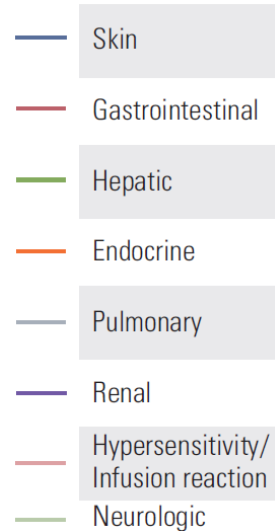 Skin
Gastrointestinal
Hepatic
Endocrine
Pulmonary
Renal
Hypersensitivity/
Infusion reaction
Neurologic